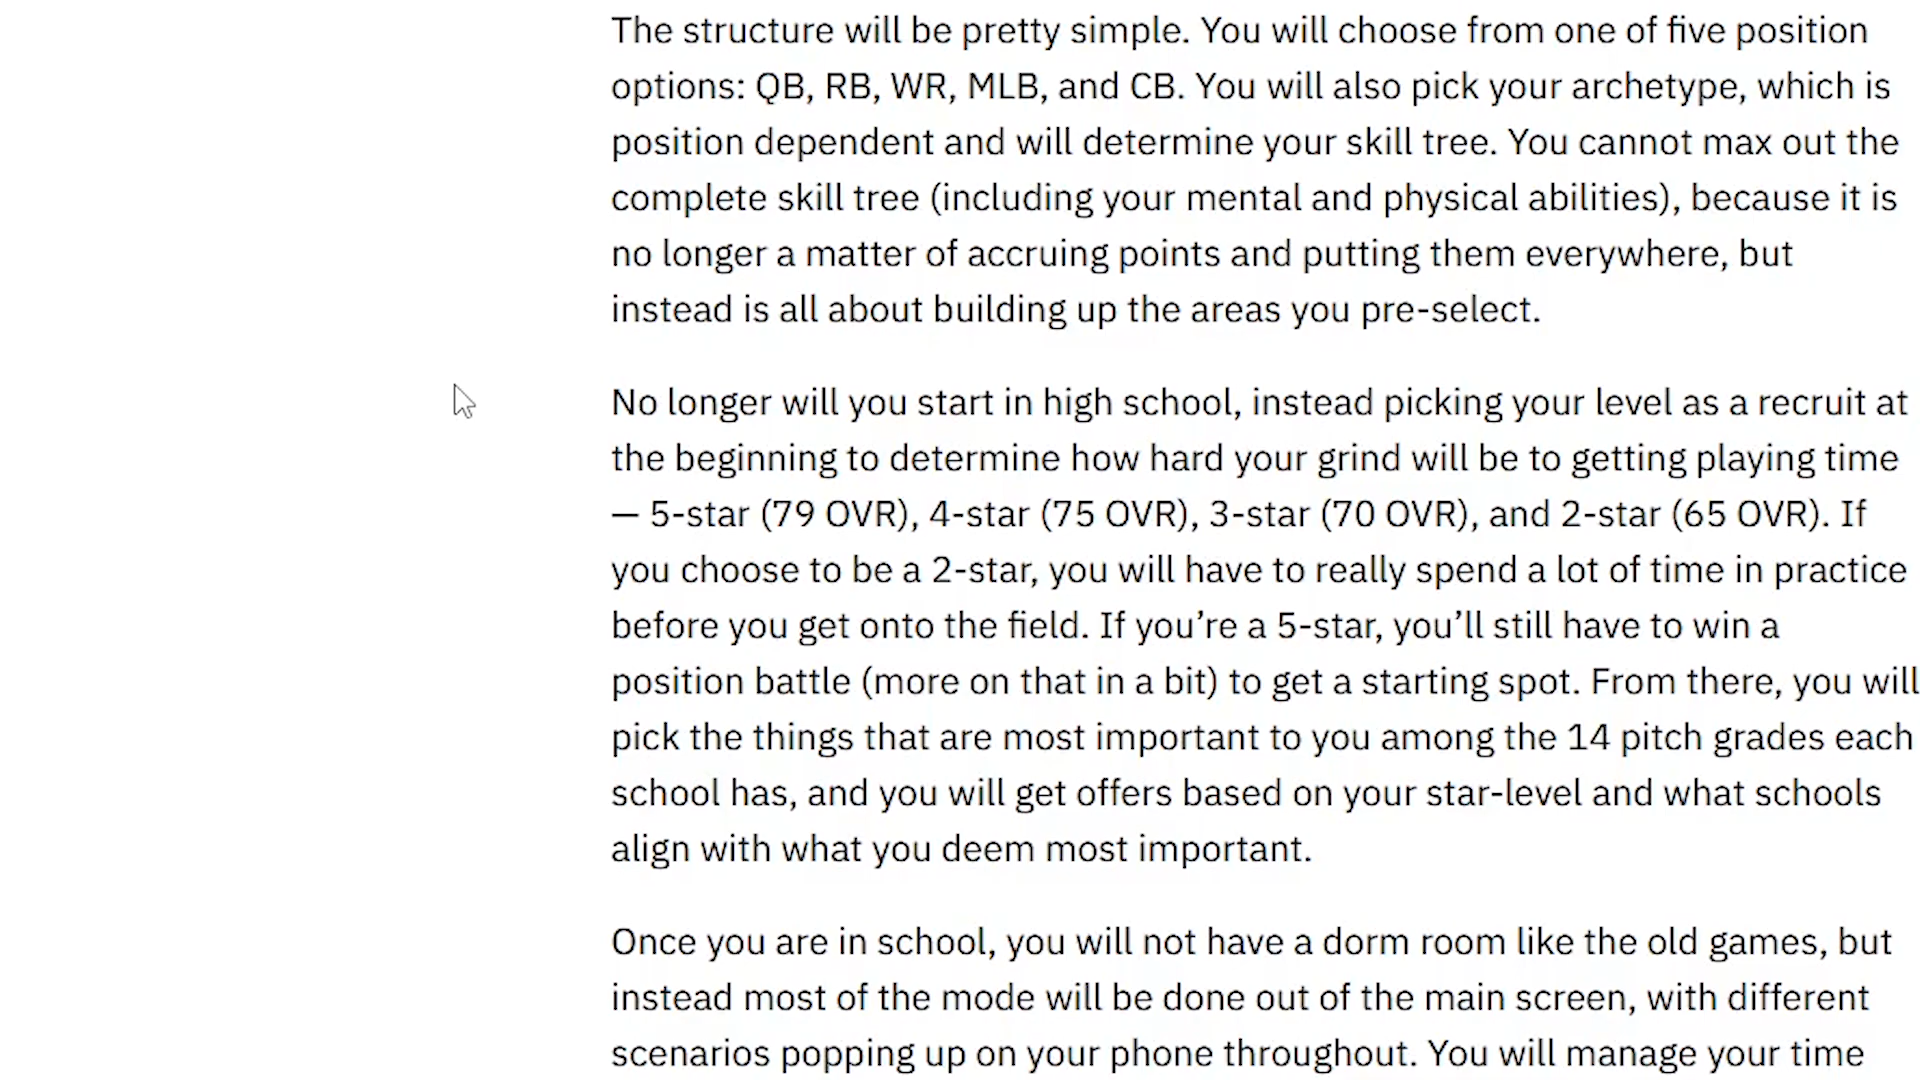 The structure will be pretty simple. You will choose from one of five position
options: QB, RB, WR, MLB, and CB. You will also pick your archetype, which is
position dependent and will determine your skill tree. You cannot max out the
complete skill tree (including your mental and physical abilities), because it is
no longer a matter of accruing points and putting them everywhere, but
instead is all about building up the areas you pre-select.
No longer will you start in high school, instead picking your level as a recruit at
the beginning to determine how hard your grind will be to getting playing time
— 5-star (79 OVR), 4-star (75 OVR), 3-star (70 OVR), and 2-star (65 OVR). If
you choose to be a 2-star, you will have to really spend a lot of time in practice
before you get onto the field. If you’re a 5-star, you’ll still have to win a
position battle (more on that in a bit) to get a starting spot. From there, you will
pick the things that are most important to you among the 14 pitch grades each
school has, and you will get offers based on your star-level and what schools
align with what you deem most important.
Once you are in school, you will not have a dorm room like the old games, but
instead most of the mode will be done out of the main screen, with different
scenarios popping up on your phone throughout. You will manage your time